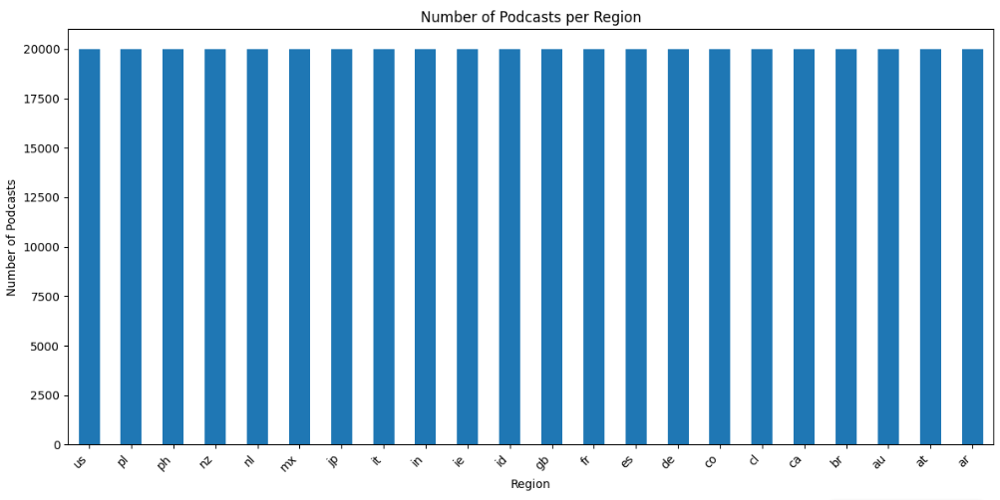 Number of Podcasts per Region
Number of Podcasts
20000
17500
15000
12500
10000
7500
5000
2500
0
us pl ph nz nl mx jp it in ie id gb fr es de co cl ca br au at ar
Region